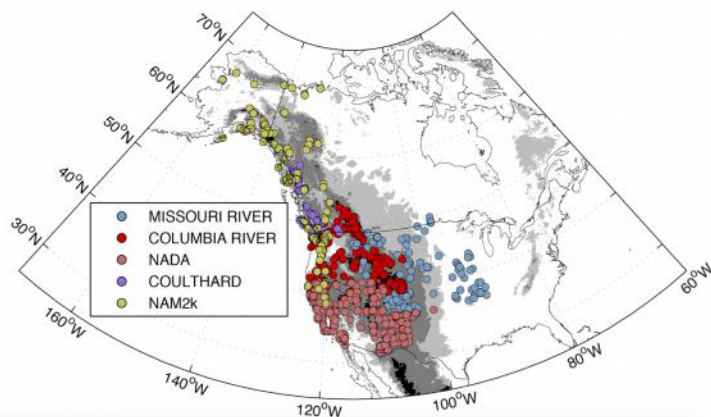 70°N
60°N
50°N
40°N
30°N
MISSOURI RIVER
COLUMBIA RIVER
NADA
COULTHARD
NAM2k
160°W
140°W
120°W
100°W
80°W
60°W